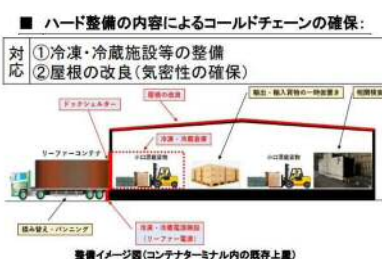 ■ ハード整備の内容によるコールドチェーンの確保:
対応
①冷凍・冷蔵施設等の整備
②屋根の改良(気密性の確保)
屋根の改良
輸出・輸入貨物の一時蔵置き
ドックシェルター
冷凍・冷蔵倉庫
リーファーコンテナ
小口混載貨物
小口混載貨物
積み替え・バンニング
冷凍・冷蔵電源施設
(リーファー電源)
整備イメージ図(コンテナターミナル内の既存上屋)